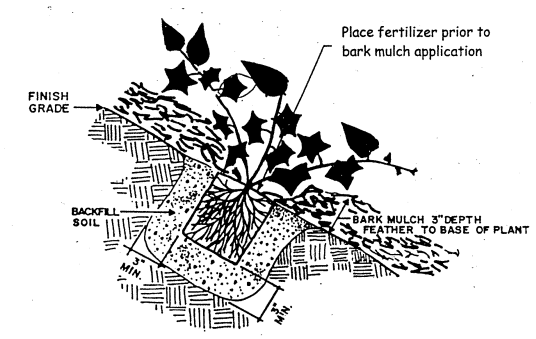 Place fertilizer prior to
bark mulch application
FINISH
GRADE
BACKFILL
SOIL
BARK MULCH 3" DEPTH
FEATHER TO BASE OF PLANT
3"
MIN.
3"
MIN.